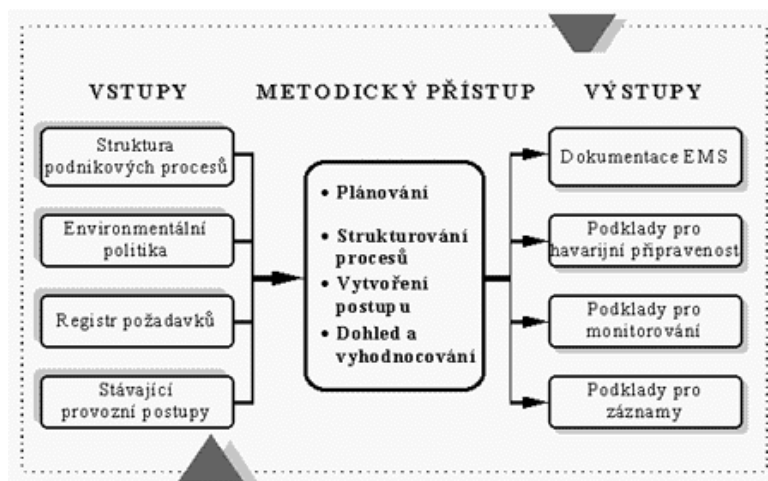 VSTUPY
METODICKÝ PŘÍSTUP
VÝSTUPY
Struktura
podnikových procesů
Environmentální
politika
Registr požadavků
Stávající
provozní postupy
• Plánování
• Strukturování
procesů
• Vytvoření
postupu
• Dohled a
vyhodnocování
Dokumentace EMS
Podklady pro
havarijní připravenost
Podklady pro
monitorování
Podklady pro
záznamy